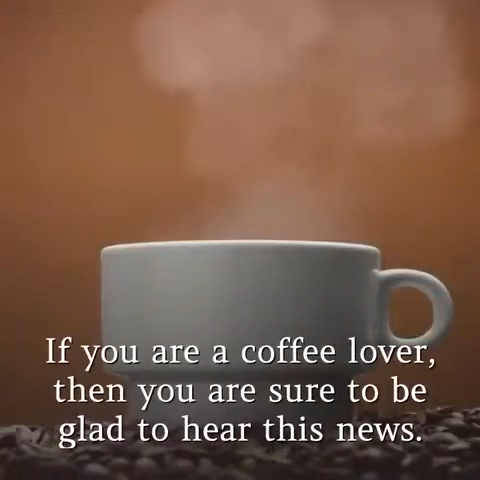 If you are a coffee lover,
then you are sure to be
glad to hear this news.